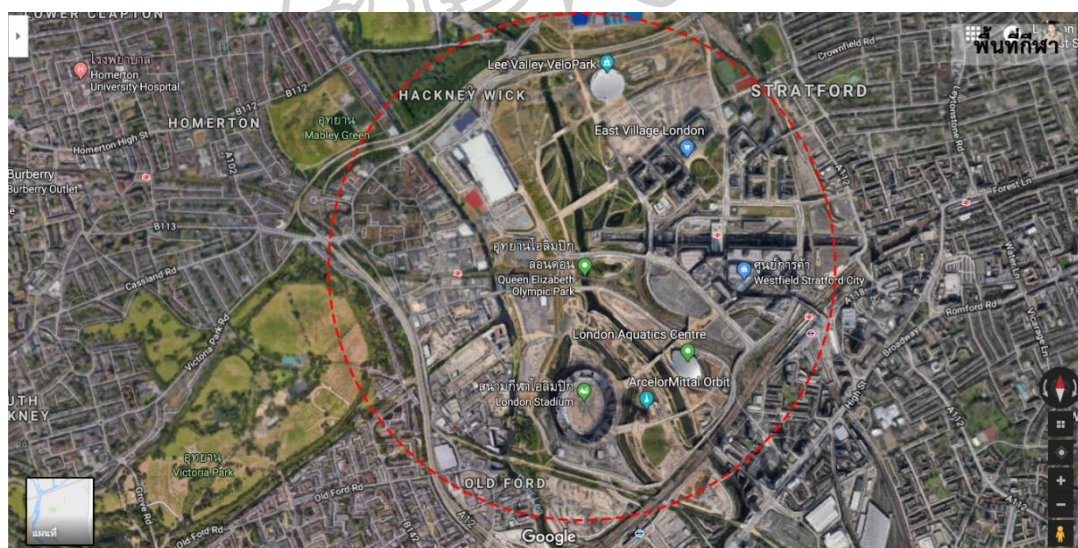 LOWER CLAPTON
พื้นที่กีฬา
Crownfield Rd
Lee Valley VeloPark
โรงพยาบาล
Homerton
University Hospital
B112
B112
HACKNEY WICK
STRATFORD
Leytonstone Rd
อุทยาน
Mabley Green
HOMERTON
East Village London
Homerton High St
A102
A112
Burberry
Burberry Outlet
Forest Ln
B113
อุทยานโอลิมปิก
ลอนดอน
Queen Elizabeth
Olympic Park
ศูนย์การค้า
Westfield Stratford City
Cassland Rd
A118
Romford Rd
Water Ln
Vicarage Ln
Victoria Park Rd
London Aquatics Centre
Broadway
สนามกีฬาโอลิมปิก
London Stadium
ArcelorMittal Orbit
High St
UTH
KNEY
A112
อุทยาน
Victoria Park
OLD FORD
Old Ford Rd
Grove Rd
Old Ford Rd
B142
A12
Google
แผนที่